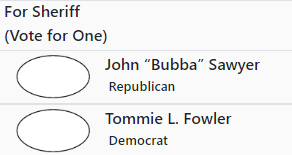 For Sheriff
(Vote for One)
John “Bubba” Sawyer
Republican
Tommie L. Fowler
Democrat